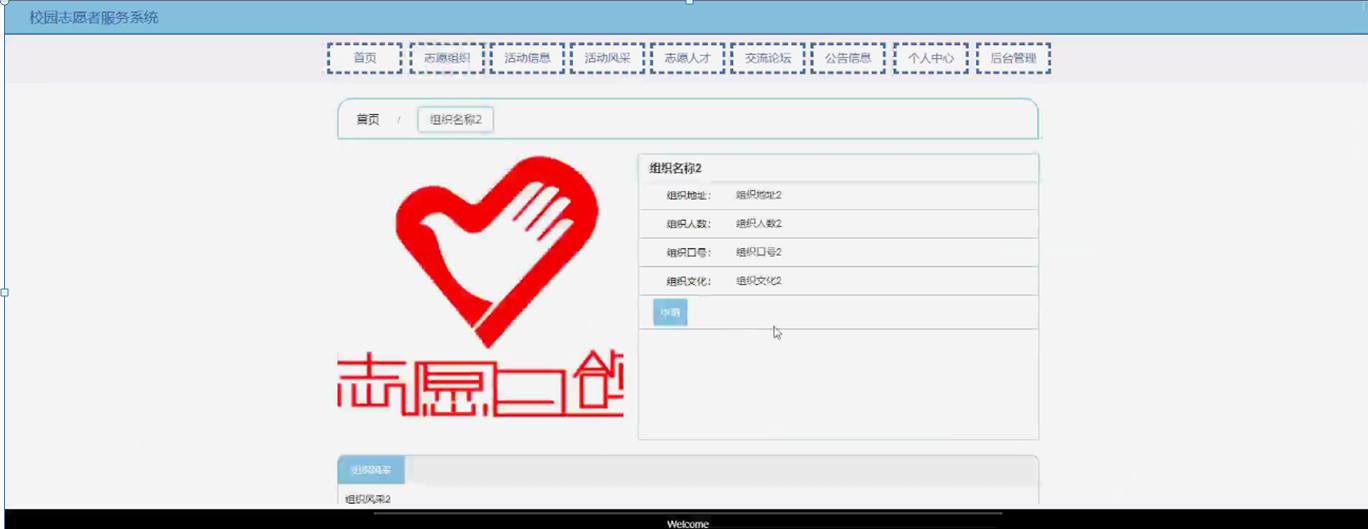 校园志愿者服务系统
首页 志愿组织 活动信息 活动风采 志愿人才 交流论坛 公告信息 个人中心 后台管理
首页 / 组织名称2
组织名称2
组织地址： 组织地址2
组织人数： 组织人数2
组织口号： 组织口号2
组织文化： 组织文化2
申请
志愿
组织风采
组织风采2
Welcome